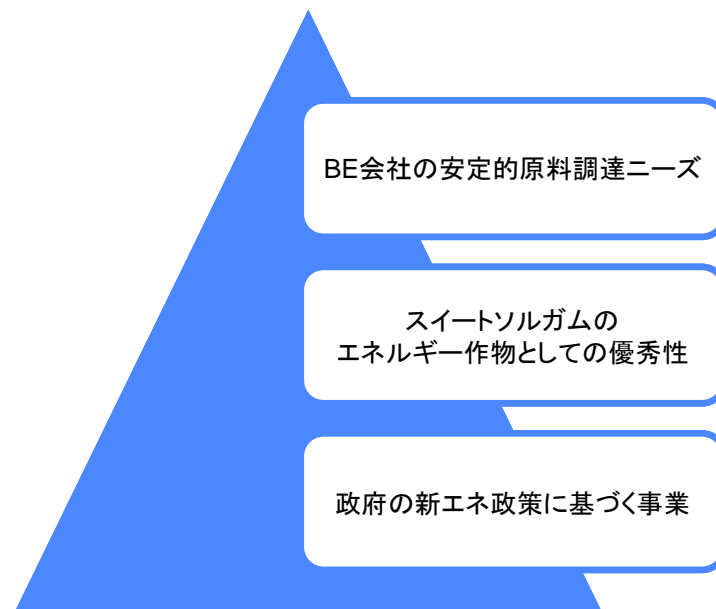 BE会社の安定的原料調達ニーズ
スイートソルガムの
エネルギー作物としての優秀性
政府の新エネ政策に基づく事業